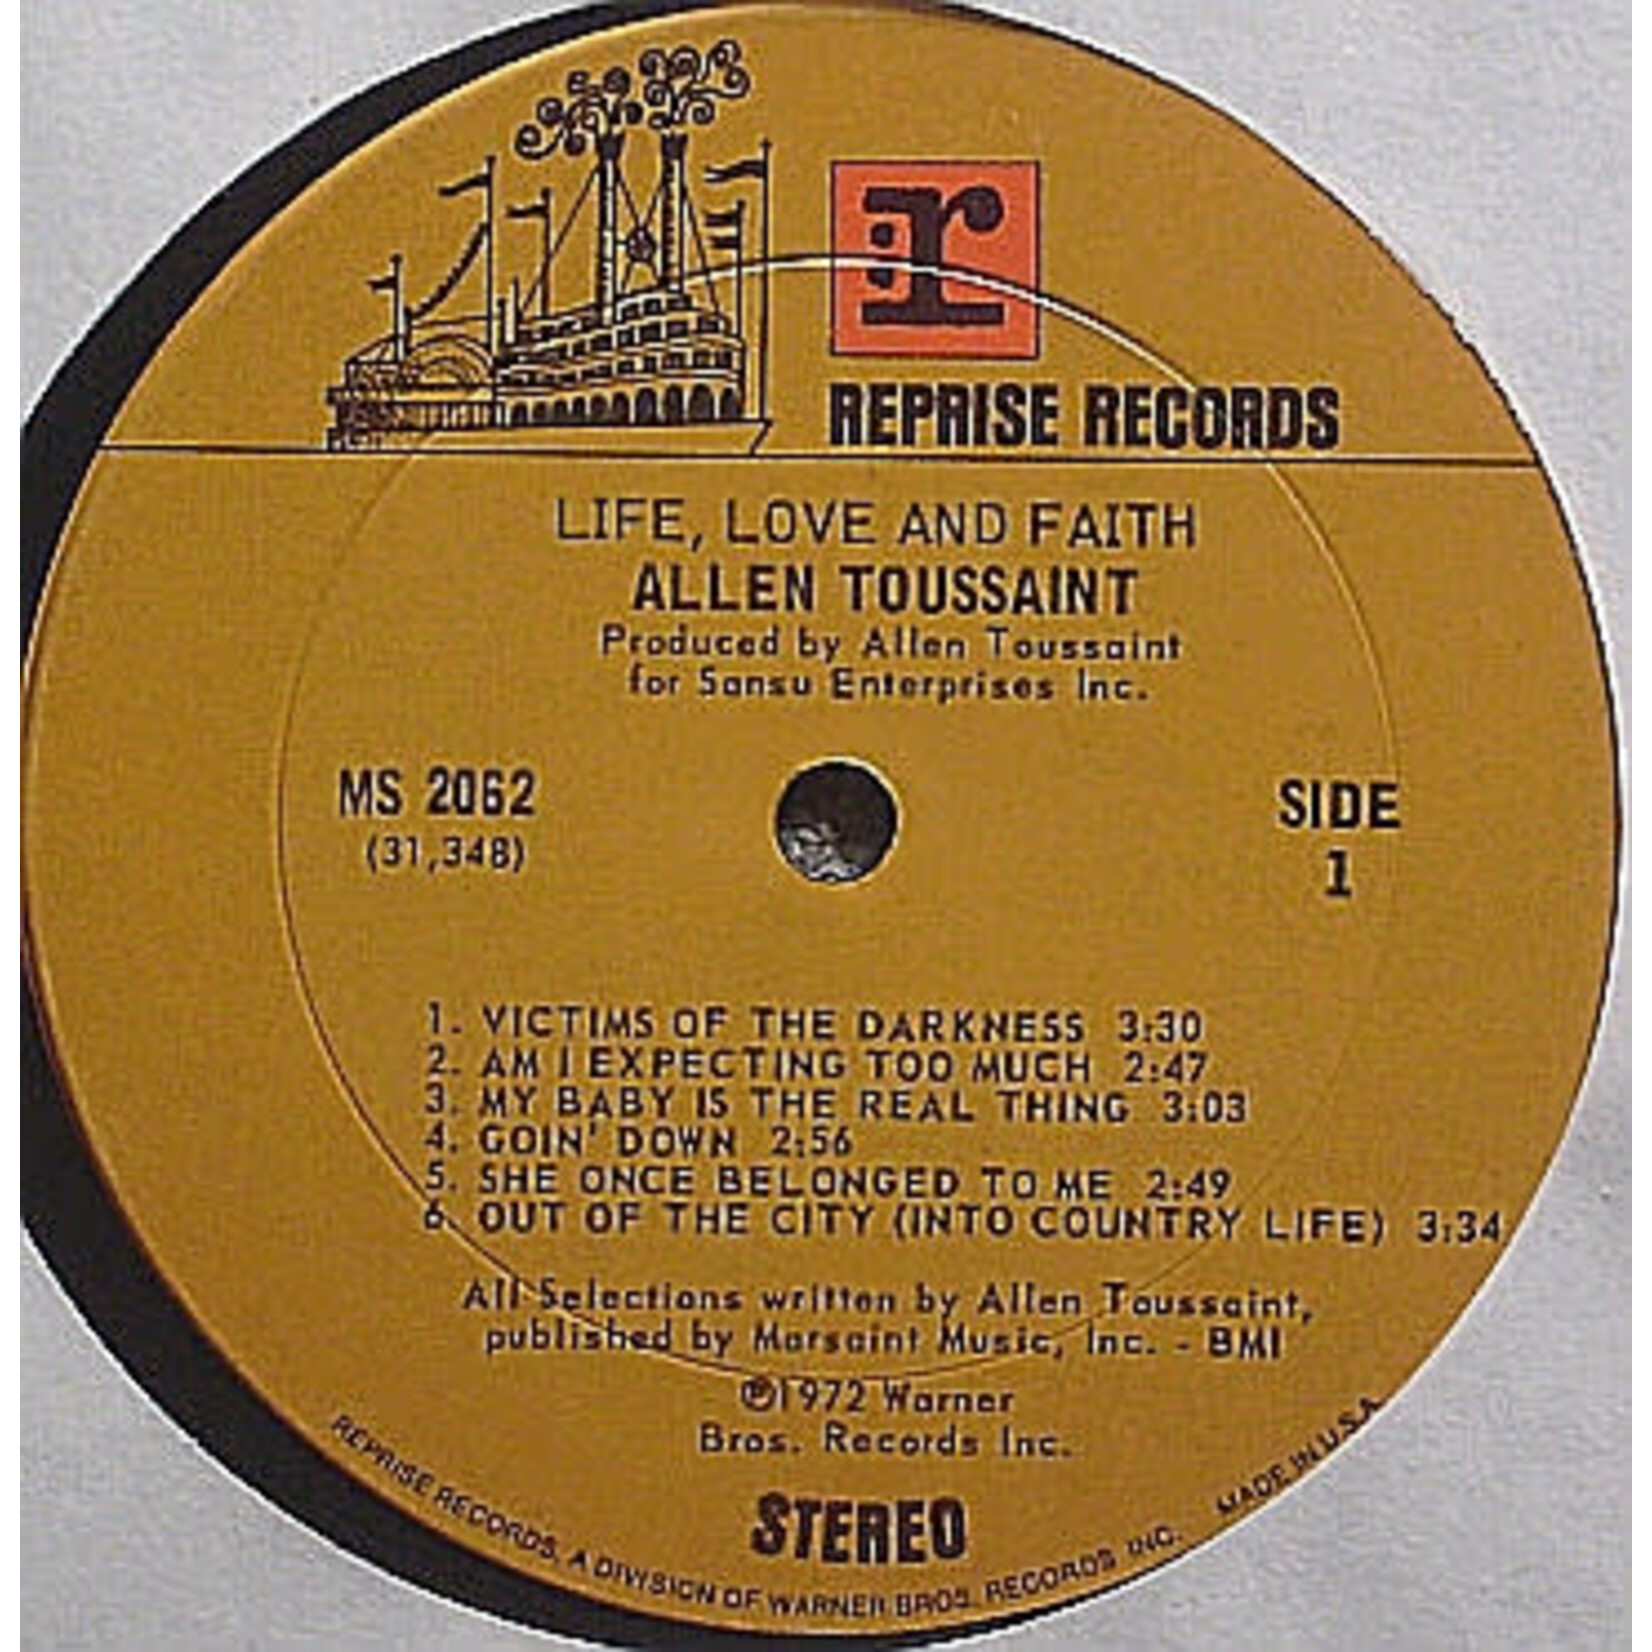 r
REPRISE RECORDS
LIFE, LOVE AND FAITH
ALLEN TOUSSAINT
Produced by Allen Toussaint
for Sansu Enterprises Inc.
MS 2062
(31,348)
SIDE
1
1. VICTIMS OF THE DARKNESS 3:30
2. AM I EXPECTING TOO MUCH 2:47
3. MY BABY IS THE REAL THING 3:03
4. GOIN' DOWN 2:56
5. SHE ONCE BELONGED TO ME 2:49
6. OUT OF THE CITY (INTO COUNTRY LIFE) 3:34
All Selections written by Allen Toussaint,
published by Marsaint Music, Inc. - BMI
℗1972 Warner
Bros. Records Inc.
STEREO
REPRISE RECORDS, A DIVISION OF WARNER BROS. RECORDS INC. MADE IN U.S.A.